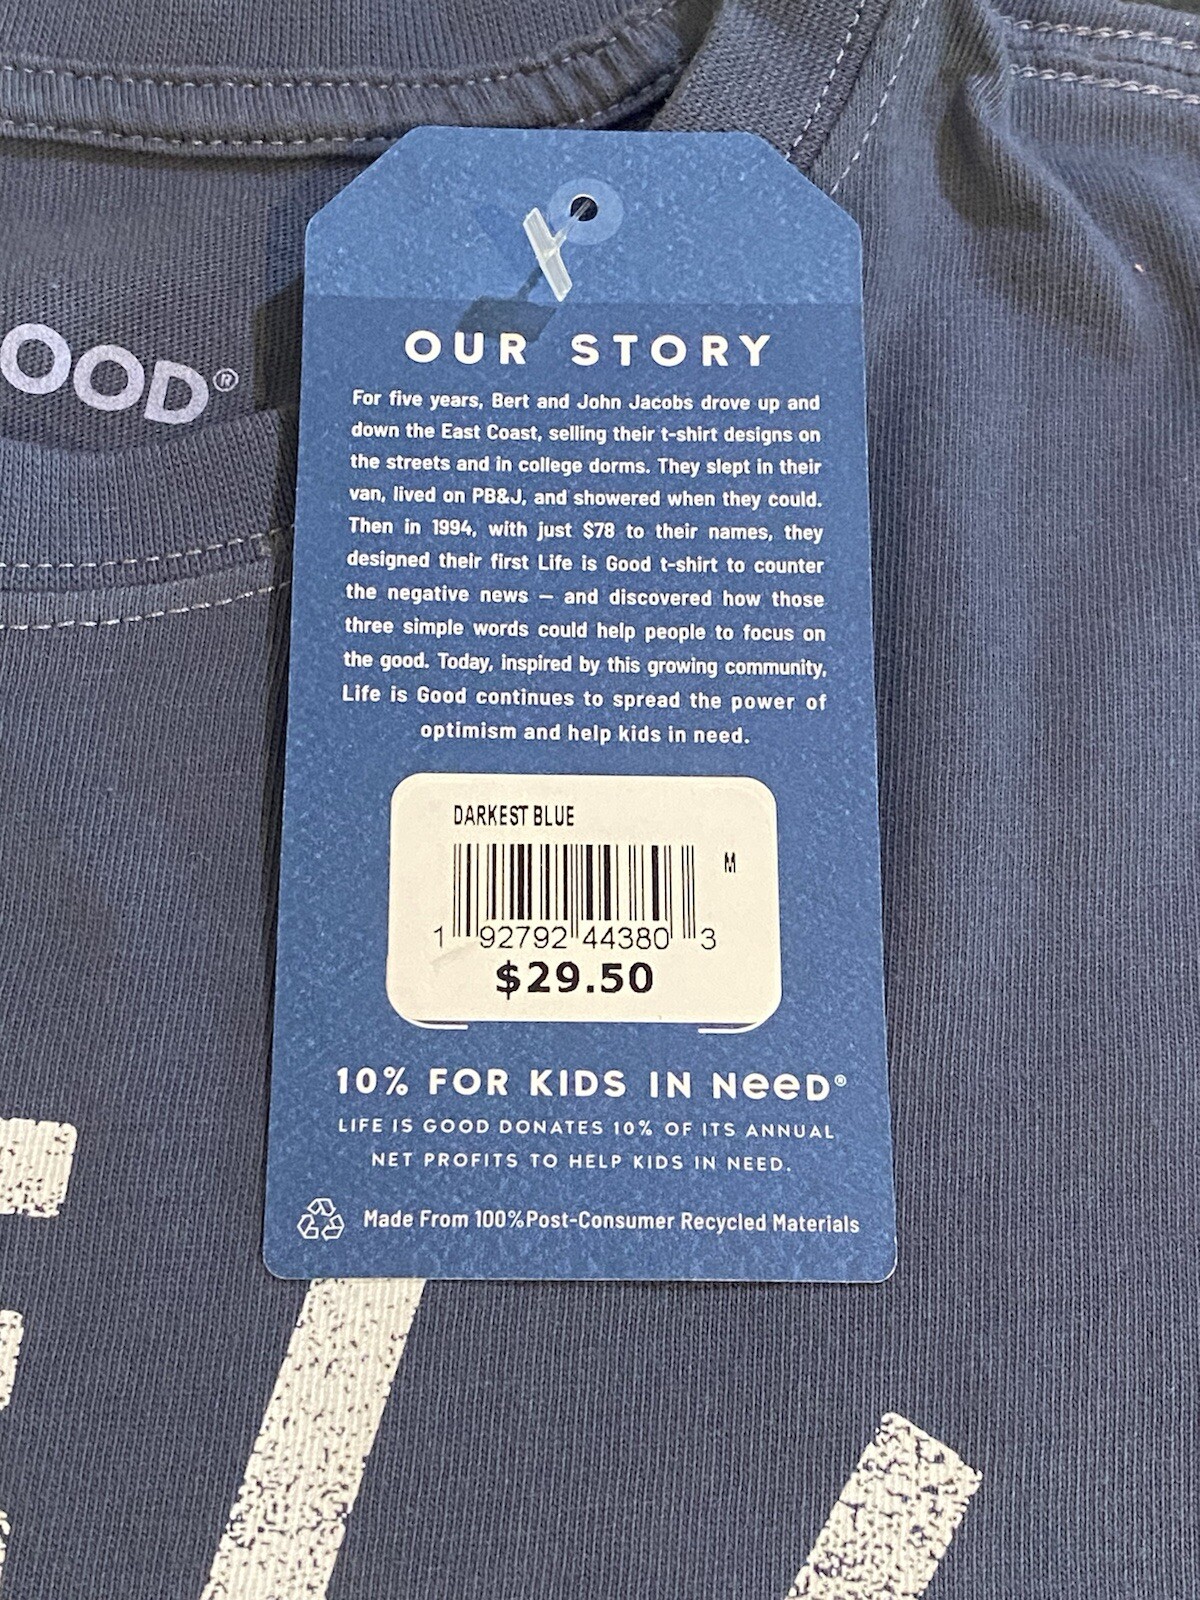 OOD®
OUR STORY
For five years, Bert and John Jacobs drove up and
down the East Coast, selling their t-shirt designs on
the streets and in college dorms. They slept in their
van, lived on PB&J, and showered when they could.
Then in 1994, with just $78 to their names, they
designed their first Life is Good t-shirt to counter
the negative news — and discovered how those
three simple words could help people to focus on
the good. Today, inspired by this growing community,
Life is Good continues to spread the power of
optimism and help kids in need.
DARKEST BLUE
M
1 92792 44380 3
$29.50
10% FOR KIDS IN NeeD®
LIFE IS GOOD DONATES 10% OF ITS ANNUAL
NET PROFITS TO HELP KIDS IN NEED.
Made From 100%Post-Consumer Recycled Materials